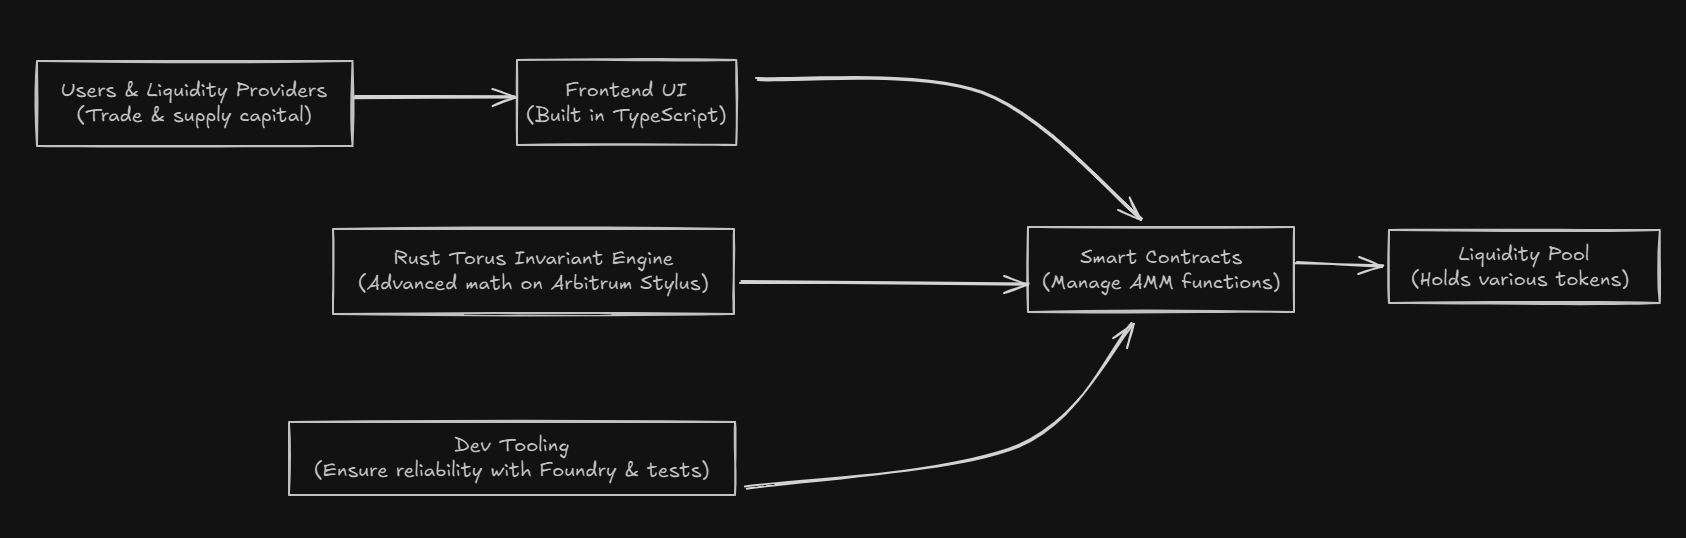 Users & Liquidity Providers
(Trade & supply capital)
Frontend UI
(Built in TypeScript)
Rust Torus Invariant Engine
(Advanced math on Arbitrum Stylus)
Smart Contracts
(Manage AMM functions)
Liquidity Pool
(Holds various tokens)
Dev Tooling
(Ensure reliability with Foundry & tests)